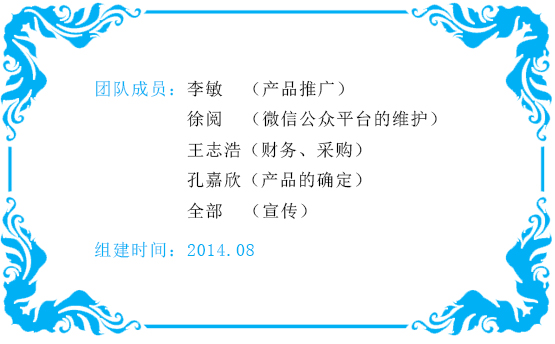 团队成员：李敏　（产品推广）
徐阅　（微信公众平台的维护）
王志浩（财务、采购）
孔嘉欣（产品的确定）
全部　（宣传）
组建时间：2014.08